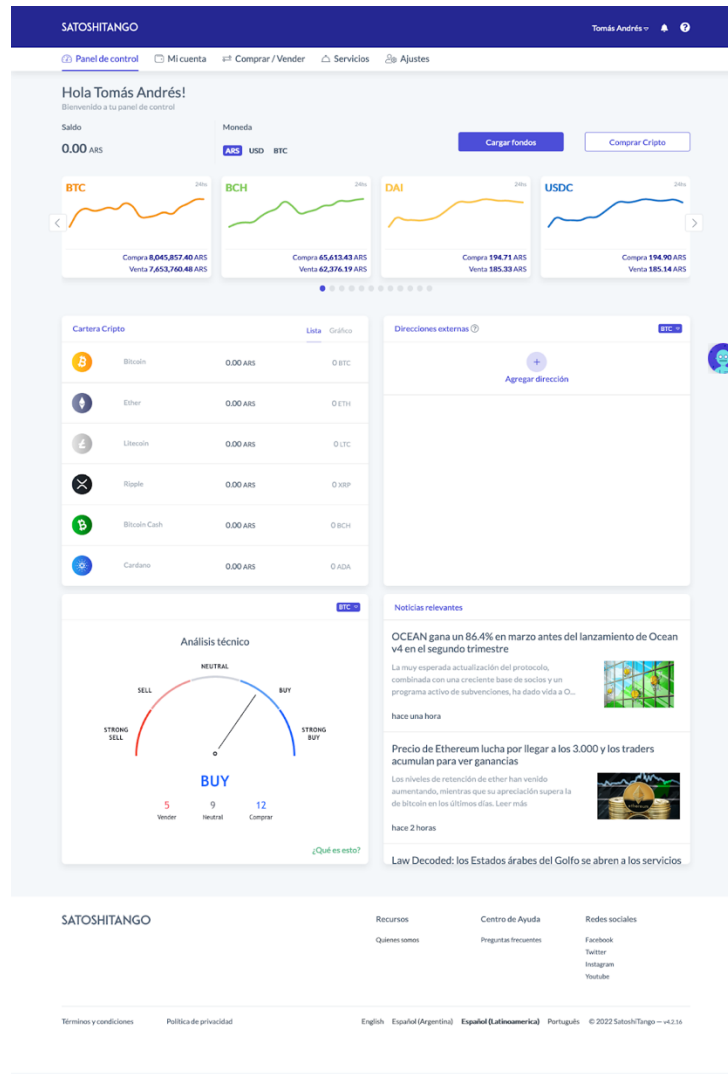 SATOSHITANGO
Tomás Andrés
Panel de control
Mi cuenta
Comprar / Vender
Servicios
Ajustes
Hola Tomás Andrés!
Bienvenido a tu panel de control
Saldo
0.00 ARS
Moneda
ARS USD BTC
Cargar fondos
Comprar Cripto
BTC
24hs
Compra 8,045,857.40 ARS
Venta 7,653,760.48 ARS
BCH
24hs
Compra 65,613.43 ARS
Venta 62,376.19 ARS
DAI
24hs
Compra 194.71 ARS
Venta 185.33 ARS
USDC
24hs
Compra 194.90 ARS
Venta 185.14 ARS
Cartera Cripto
Lista Gráfico
Bitcoin 0.00 ARS 0 BTC
Ether 0.00 ARS 0 ETH
Litecoin 0.00 ARS 0 LTC
Ripple 0.00 ARS 0 XRP
Bitcoin Cash 0.00 ARS 0 BCH
Cardano 0.00 ARS 0 ADA
Direcciones externas ?
BTC
+
Agregar dirección
BTC
Análisis técnico
NEUTRAL
SELL
BUY
STRONG
SELL
STRONG
BUY
BUY
5 9 12
Vender Neutral Comprar
¿Qué es esto?
Noticias relevantes
OCEAN gana un 86.4% en marzo antes del lanzamiento de Ocean
v4 en el segundo trimestre
La muy esperada actualización del protocolo,
combinada con una creciente base de socios y un
programa activo de subvenciones, ha dado vida a O...
hace una hora
Precio de Ethereum lucha por llegar a los 3.000 y los traders
acumulan para ver ganancias
Los niveles de retención de ether han venido
aumentando, mientras que su apreciación supera la
de bitcoin en los últimos días. Leer más
hace 2 horas
Law Decoded: los Estados árabes del Golfo se abren a los servicios
SATOSHITANGO
Recursos
Quienes somos
Centro de Ayuda
Preguntas frecuentes
Redes sociales
Facebook
Twitter
Instagram
Youtube
Términos y condiciones
Política de privacidad
English Español (Argentina) Español (Latinoamerica) Português © 2022 SatoshiTango — v4.2.16